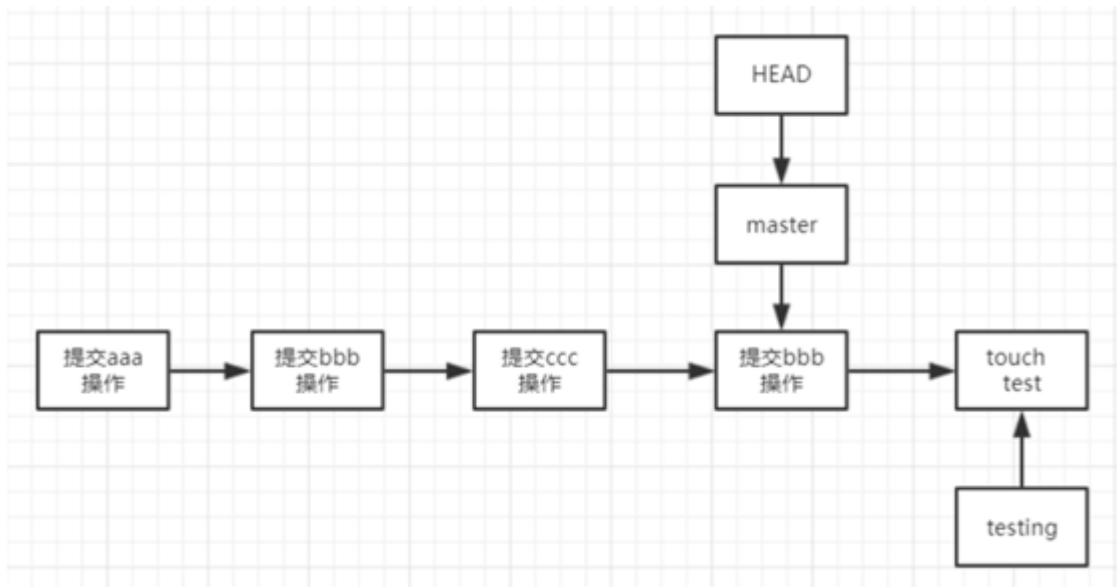 HEAD
master
提交aaa
操作
提交bbb
操作
提交ccc
操作
提交bbb
操作
touch
test
testing